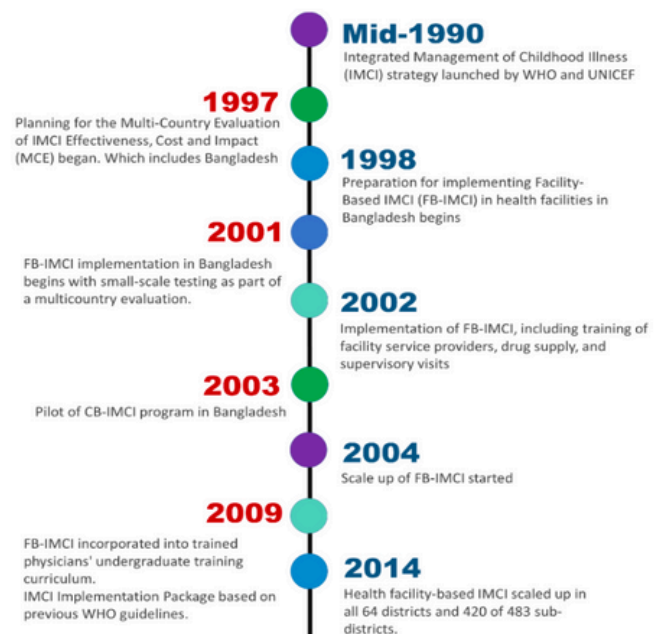 Mid-1990
Integrated Management of Childhood Illness
(IMCI) strategy launched by WHO and UNICEF
1997
Planning for the Multi-Country Evaluation
of IMCI Effectiveness, Cost and Impact
(MCE) began. Which includes Bangladesh
1998
Preparation for implementing Facility-
Based IMCI (FB-IMCI) in health facilities in
Bangladesh begins
2001
FB-IMCI implementation in Bangladesh
begins with small-scale testing as part of
a multicountry evaluation.
2002
Implementation of FB-IMCI, including training of
facility service providers, drug supply, and
supervisory visits
2003
Pilot of CB-IMCI program in Bangladesh
2004
Scale up of FB-IMCI started
2009
FB-IMCI incorporated into trained
physicians' undergraduate training
curriculum.
IMCI Implementation Package based on
previous WHO guidelines.
2014
Health facility-based IMCI scaled up in
all 64 districts and 420 of 483 sub-
districts.